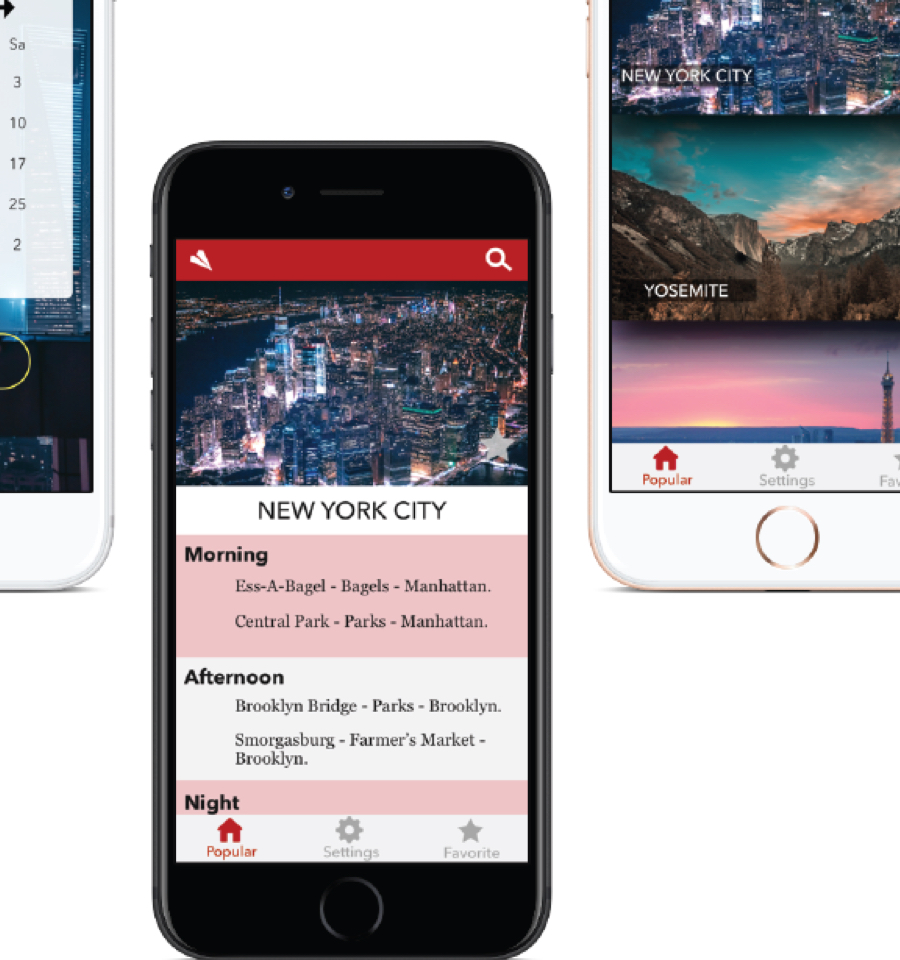 Sa
3
10
17
25
2
NEW YORK CITY
Morning
Ess-A-Bagel - Bagels - Manhattan.
Central Park - Parks - Manhattan.
Afternoon
Brooklyn Bridge - Parks - Brooklyn.
Smorgasburg - Farmer's Market -
Brooklyn.
Night
Popular Settings Favorite
NEW YORK CITY
YOSEMITE
Popular Settings Fav